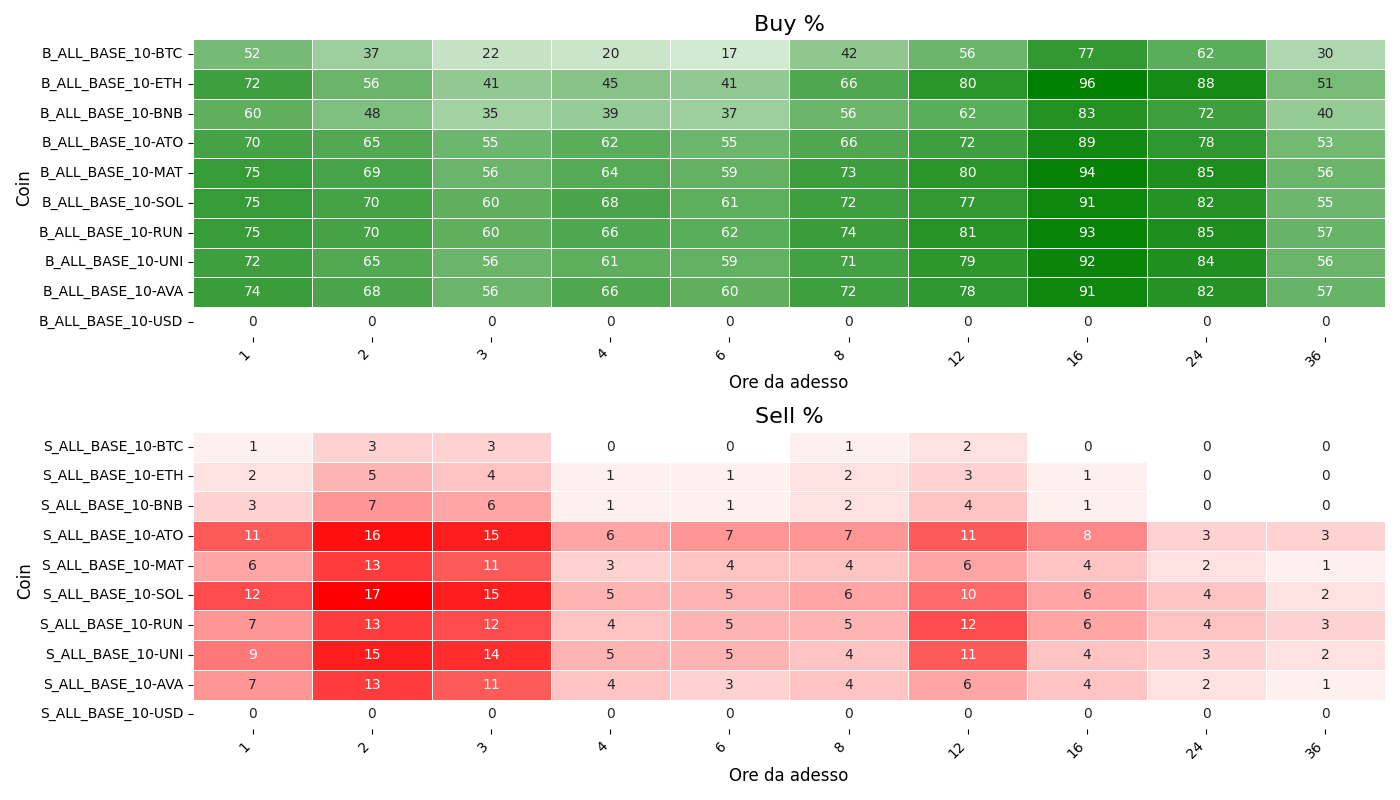 Buy %
Coin
B_ALL_BASE_10-BTC 52 37 22 20 17 42 56 77 62 30
B_ALL_BASE_10-ETH 72 56 41 45 41 66 80 96 88 51
B_ALL_BASE_10-BNB 60 48 35 39 37 56 62 83 72 40
B_ALL_BASE_10-ATO 70 65 55 62 55 66 72 89 78 53
B_ALL_BASE_10-MAT 75 69 56 64 59 73 80 94 85 56
B_ALL_BASE_10-SOL 75 70 60 68 61 72 77 91 82 55
B_ALL_BASE_10-RUN 75 70 60 66 62 74 81 93 85 57
B_ALL_BASE_10-UNI 72 65 56 61 59 71 79 92 84 56
B_ALL_BASE_10-AVA 74 68 56 66 60 72 78 91 82 57
B_ALL_BASE_10-USD 0 0 0 0 0 0 0 0 0 0
1 2 3 4 6 8 12 16 24 36
Ore da adesso
Sell %
Coin
S_ALL_BASE_10-BTC 1 3 3 0 0 1 2 0 0 0
S_ALL_BASE_10-ETH 2 5 4 1 1 2 3 1 0 0
S_ALL_BASE_10-BNB 3 7 6 1 1 2 4 1 0 0
S_ALL_BASE_10-ATO 11 16 15 6 7 7 11 8 3 3
S_ALL_BASE_10-MAT 6 13 11 3 4 4 6 4 2 1
S_ALL_BASE_10-SOL 12 17 15 5 5 6 10 6 4 2
S_ALL_BASE_10-RUN 7 13 12 4 5 5 12 6 4 3
S_ALL_BASE_10-UNI 9 15 14 5 5 4 11 4 3 2
S_ALL_BASE_10-AVA 7 13 11 4 3 4 6 4 2 1
S_ALL_BASE_10-USD 0 0 0 0 0 0 0 0 0 0
1 2 3 4 6 8 12 16 24 36
Ore da adesso